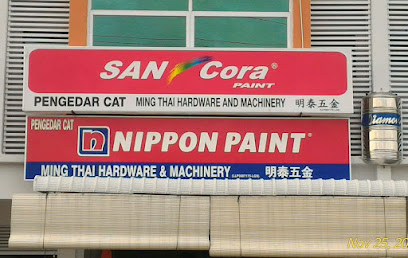 SAN Cora®
PAINT
PENGEDAR CAT MING THAI HARDWARE AND MACHINERY 明泰五金
PENGEDAR CAT
n NIPPON PAINT®
MING THAI HARDWARE & MACHINERY 明泰五金